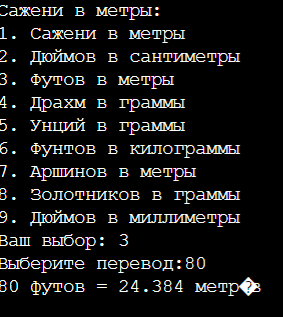 Сажени в метры:
1. Сажени в метры
2. Дюймов в сантиметры
3. Футов в метры
4. Драхм в граммы
5. Унций в граммы
6. Фунтов в килограммы
7. Аршинов в метры
8. Золотников в граммы
9. Дюймов в миллиметры
Ваш выбор: 3
Выберите перевод:80
80 футов = 24.384 метр�в